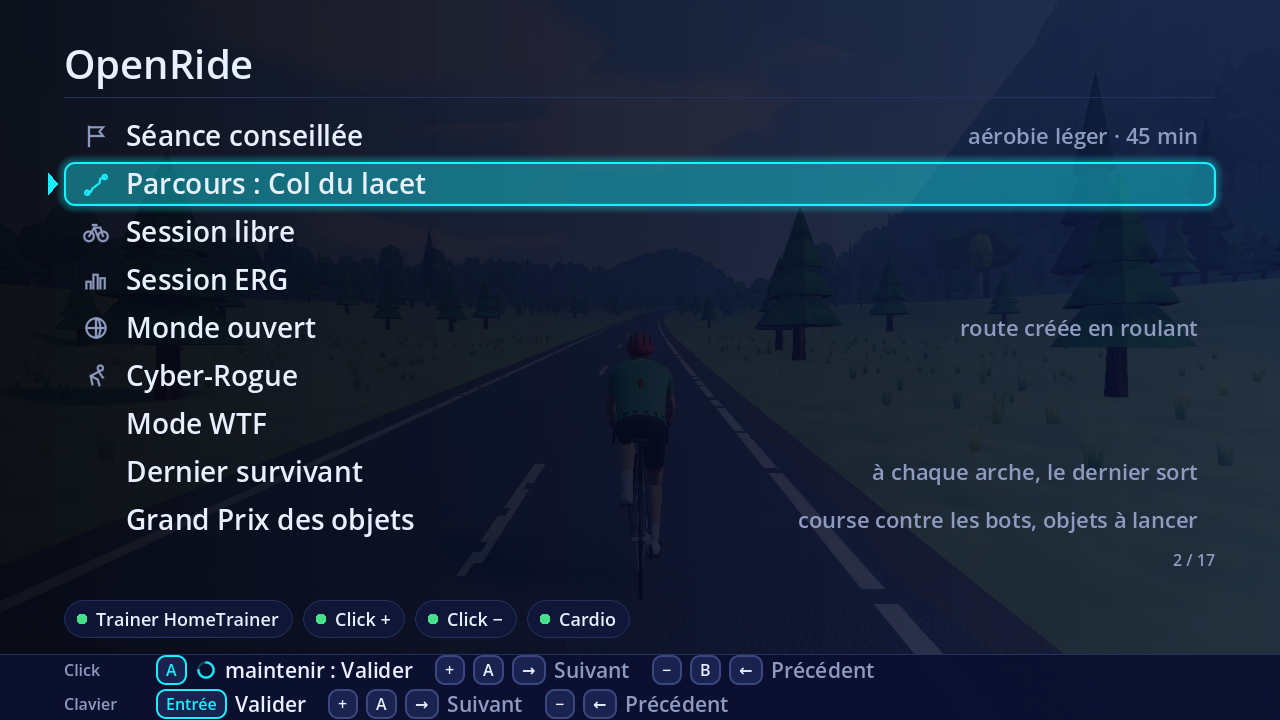 OpenRide
Séance conseillée aérobie léger · 45 min
Parcours : Col du lacet
Session libre
Session ERG
Monde ouvert route créée en roulant
Cyber-Rogue
Mode WTF
Dernier survivant à chaque arche, le dernier sort
Grand Prix des objets course contre les bots, objets à lancer
2 / 17
Trainer HomeTrainer Click + Click − Cardio
Click A maintenir : Valider + A → Suivant − B ← Précédent
Clavier Entrée Valider + A → Suivant − ← Précédent